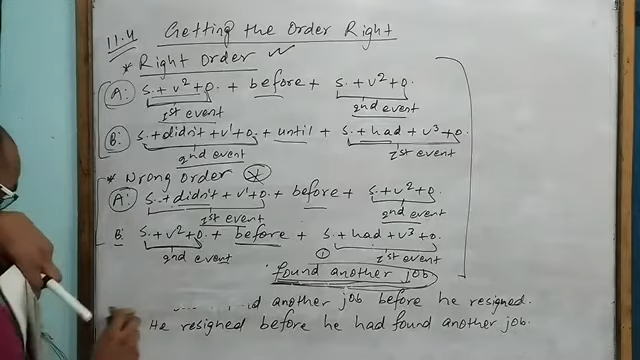 11.4 Getting the Order Right
* Right Order ✓
A: S. + v² + O. + before + S. + v² + O.
1st event 2nd event
B: S. + didn't + v¹ + O. + until + S. + had + v³ + O.
2nd event 1st event
* Wrong order ✗
A: S. + didn't + v¹ + O. + before + S. + v² + O.
1st event 2nd event
B: S. + v² + O. + before + S. + had + v³ + O.
2nd event 1st event
found another job
another job before he resigned.
He resigned before he had found another job.